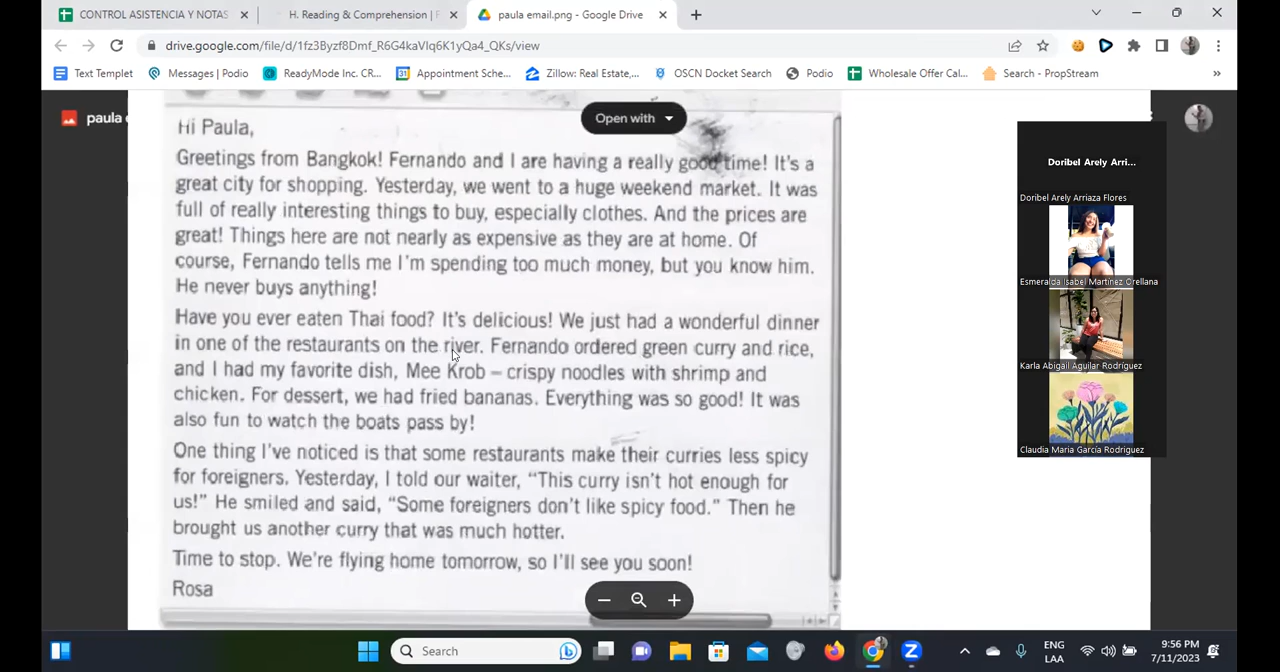 CONTROL ASISTENCIA Y NOTAS
H. Reading & Comprehension |
paula email.png - Google Drive
drive.google.com/file/d/1fz3Byzf8Dmf_R6G4kaVlq6K1yQa4_QKs/view
Text Templet
Messages | Podio
ReadyMode Inc. CR...
Appointment Sche...
Zillow: Real Estate,...
OSCN Docket Search
Podio
Wholesale Offer Cal...
Search - PropStream
paula
Open with
Hi Paula,
Greetings from Bangkok! Fernando and I are having a really good time! It's a
great city for shopping. Yesterday, we went to a huge weekend market. It was
full of really interesting things to buy, especially clothes. And the prices are
great! Things here are not nearly as expensive as they are at home. Of
course, Fernando tells me I'm spending too much money, but you know him.
He never buys anything!
Have you ever eaten Thai food? It's delicious! We just had a wonderful dinner
in one of the restaurants on the river. Fernando ordered green curry and rice,
and I had my favorite dish, Mee Krob – crispy noodles with shrimp and
chicken. For dessert, we had fried bananas. Everything was so good! It was
also fun to watch the boats pass by!
One thing I've noticed is that some restaurants make their curries less spicy
for foreigners. Yesterday, I told our waiter, "This curry isn't hot enough for
us!" He smiled and said, "Some foreigners don't like spicy food." Then he
brought us another curry that was much hotter.
Time to stop. We're flying home tomorrow, so I'll see you soon!
Rosa
Doribel Arely Arri...
Doribel Arely Arriaza Flores
Esmeralda Isabel Martinez Orellana
Karla Abigail Aguilar Rodríguez
Claudia Maria García Rodriguez
Search
ENG
LAA
9:56 PM
7/11/2023